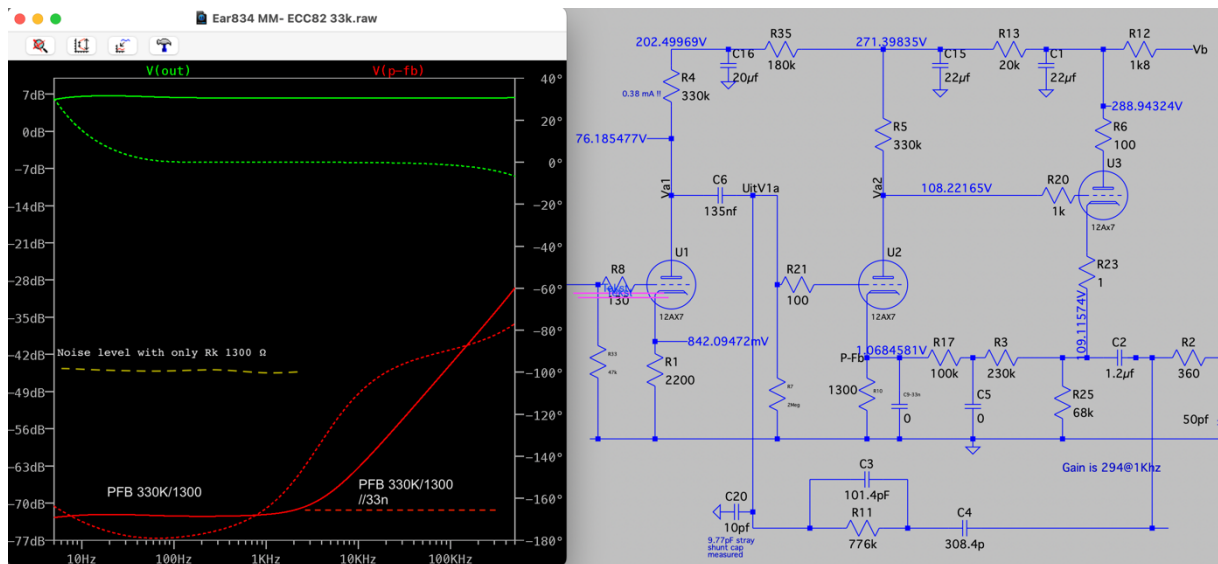 Ear834 MM- ECC82 33k.raw
V(out)
V(p-fb)
7dB
0dB
-7dB
-14dB
-21dB
-28dB
-35dB
-42dB
-49dB
-56dB
-63dB
-70dB
-77dB
40°
20°
0°
-20°
-40°
-60°
-80°
-100°
-120°
-140°
-160°
-180°
Noise level with only Rk 1300 Ω
PFB 330K/1300
PFB 330K/1300
//33n
10Hz
100Hz
1KHz
10KHz
100KHz
202.49969V
R35
180k
271.39835V
R13
20k
R12
1k8
Vb
C16
20µf
C15
22µf
C1
22µf
R4
330k
0.38 mA !!
288.94324V
76.185477V
R5
330k
R6
100
U3
Va1
C6
135nf
UitV1a
Va2
108.22165V
R20
1k
12Ax7
U1
U2
R8
130
Tekst
R21
100
R23
1
12AX7
12AX7
109.11574V
842.09472mV
P-Fb
1.0684581V
R17
100k
R3
230k
C2
1.2µf
R2
360
R33
47k
R1
2200
R7
2Meg
1300
R10
C9-33n
0
C5
0
R25
68k
50pf
Gain is 294@1Khz
C3
101.4pF
C20
10pf
R11
776k
C4
308.4p
9.77pF stray
shunt cap
measured